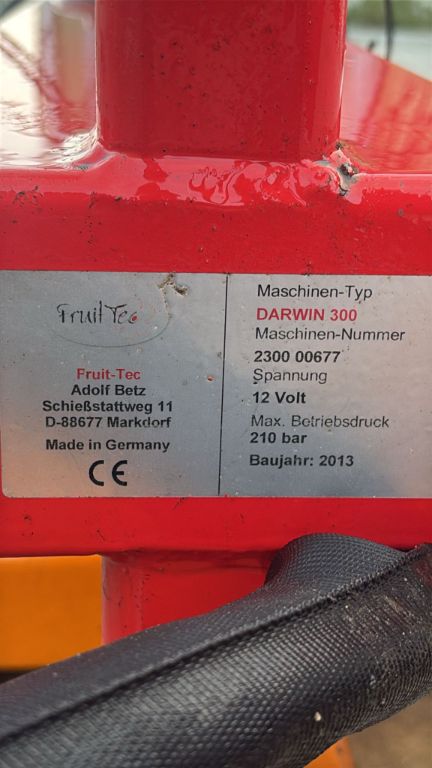 Fruit Tec
Fruit-Tec
Adolf Betz
Schießstattweg 11
D-88677 Markdorf
Made in Germany
CE
Maschinen-Typ
DARWIN 300
Maschinen-Nummer
2300 00677
Spannung
12 Volt
Max. Betriebsdruck
210 bar
Baujahr: 2013